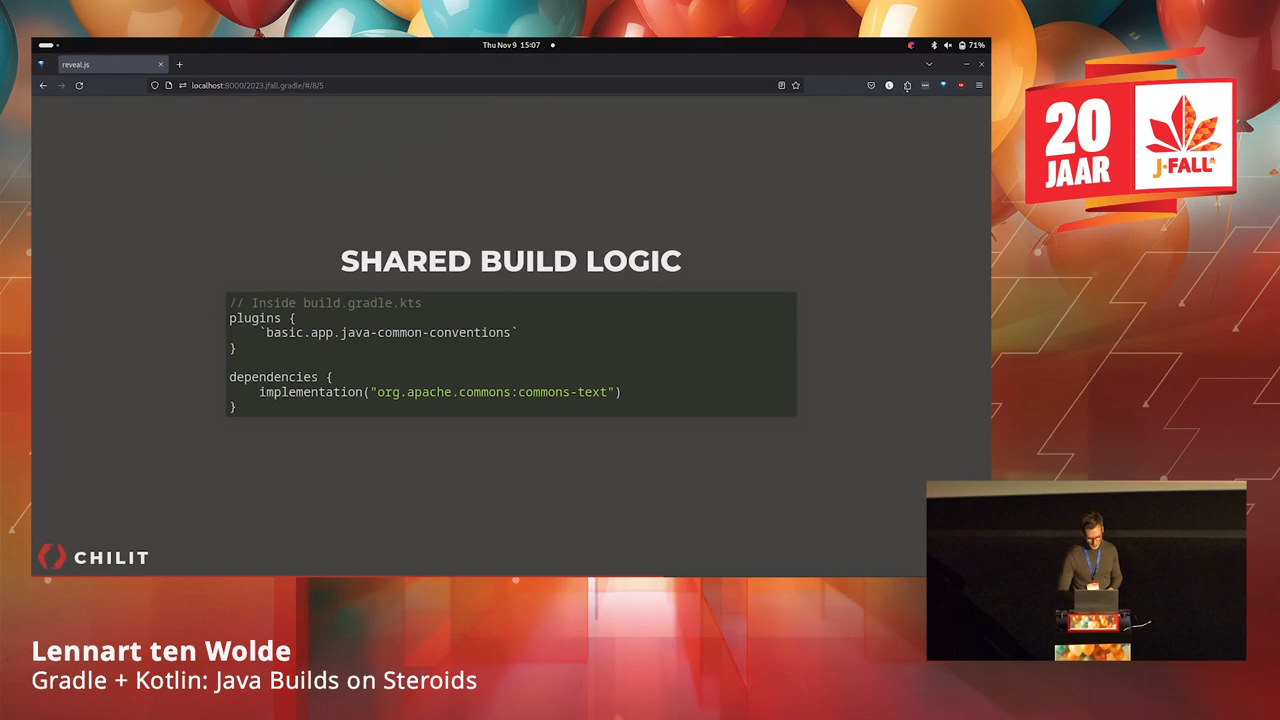 Thu Nov 9 15:07
71%
reveal.js
localhost:8000/2023.jfall.gradle/#/8/5
SHARED BUILD LOGIC
// Inside build.gradle.kts
plugins {
`basic.app.java-common-conventions`
}
dependencies {
implementation("org.apache.commons:commons-text")
}
CHILIT
20
JAAR
J-FALL
Lennart ten Wolde
Gradle + Kotlin: Java Builds on Steroids